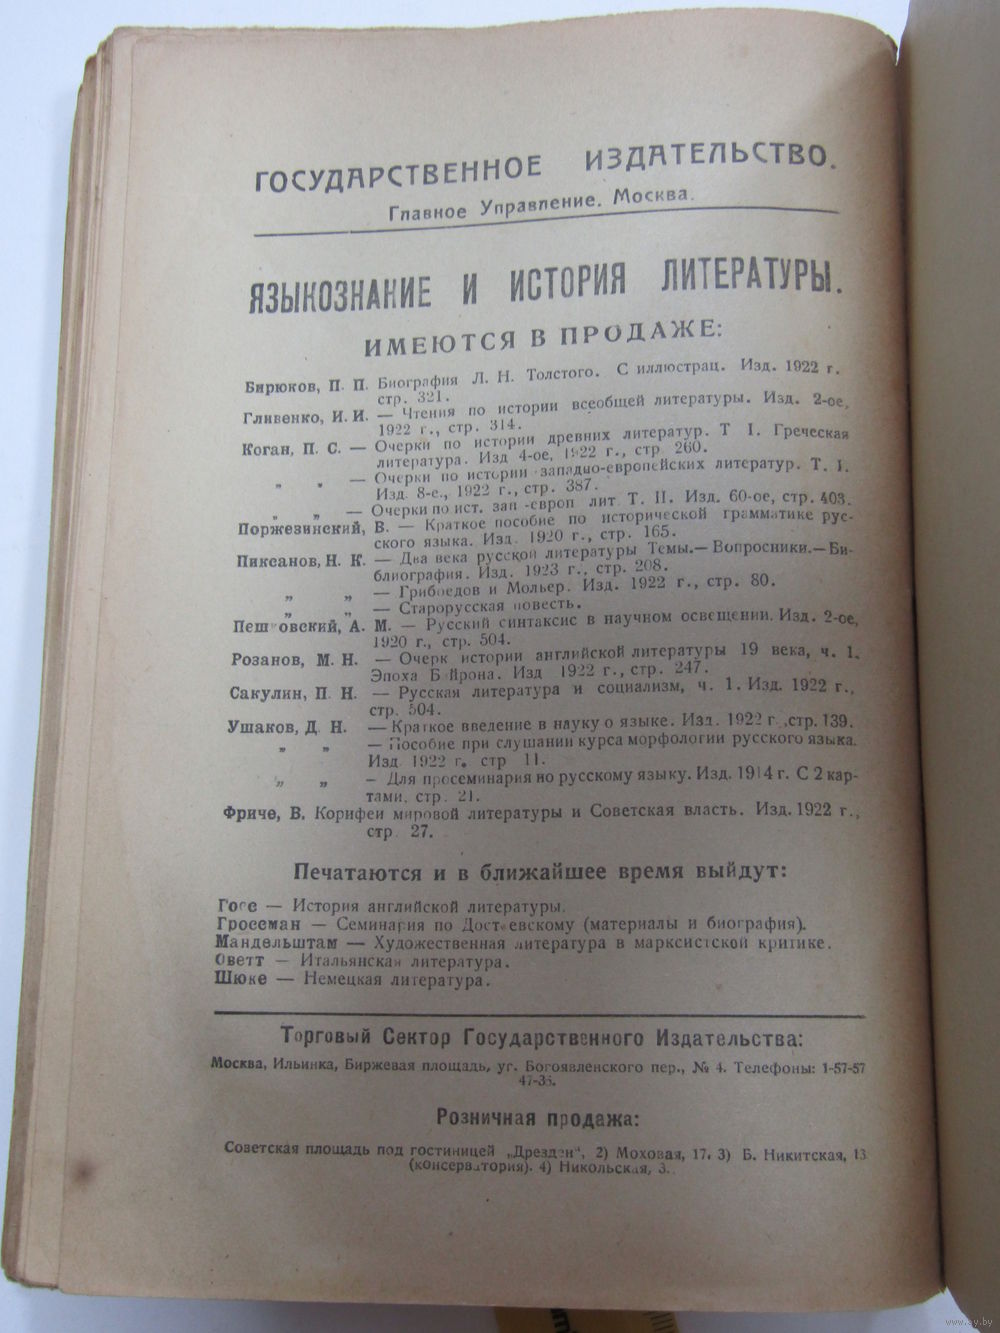 ГОСУДАРСТВЕННОЕ ИЗДАТЕЛЬСТВО.
Главное Управление. Москва.
ЯЗЫКОЗНАНИЕ И ИСТОРИЯ ЛИТЕРАТУРЫ.
ИМЕЮТСЯ В ПРОДАЖЕ:
Бирюков, П. П. Биография Л. Н. Толстого. С иллюстрац. Изд. 1922 г.
стр. 321.
Гливенко, И. И. — Чтения по истории всеобщей литературы. Изд. 2-ое,
1922 г., стр. 314.
Коган, П. С. — Очерки по истории древних литератур. Т I. Греческая
литература. Изд 4-ое, 1922 г., стр 260.
„ „ — Очерки по истории западно-европейских литератур. Т. I.
Изд. 8-е., 1922 г., стр. 387.
„ „ — Очерки по ист. зап -европ лит Т. II. Изд. 60-ое, стр. 403.
Поржезинский, В. — Краткое пособие по исторической грамматике рус-
ского языка. Изд. 1920 г., стр. 165.
Пиксанов, Н. К. — Два века русской литературы Темы.— Вопросники.—Би-
блиография. Изд. 1923 г., стр. 208.
„ „ — Грибоедов и Мольер. Изд. 1922 г., стр. 80.
„ „ — Старорусская повесть.
Пешковский, А. М. — Русский синтаксис в научном освещении. Изд. 2-ое,
1920 г., стр. 504.
Розанов, М. Н. — Очерк истории английской литературы 19 века, ч. 1.
Эпоха Байрона. Изд 1922 г., стр. 247.
Сакулин, П. Н. — Русская литература и социализм, ч. 1. Изд. 1922 г.,
стр. 504.
Ушаков, Д. Н. — Краткое введение в науку о языке. Изд. 1922 г., стр. 139.
„ „ — Пособие при слушании курса морфологии русского языка.
Изд. 1922 г. стр 11.
„ „ — Для просеминария по русскому языку. Изд. 1914 г. С 2 кар-
тами, стр. 21.
Фриче, В. Корифеи мировой литературы и Советская власть. Изд. 1922 г.,
стр. 27.
Печатаются и в ближайшее время выйдут:
Госс — История английской литературы.
Гроссман — Семинария по Достоевскому (материалы и биография).
Мандельштам — Художественная литература в марксистской критике.
Оветт — Итальянская литература.
Шюке — Немецкая литература.
Торговый Сектор Государственного Издательства:
Москва, Ильинка, Биржевая площадь, уг. Богоявленского пер., № 4. Телефоны: 1-57-57
Розничная продажа:
Советская площадь под гостиницей „Дрезден“, 2) Моховая, 17. 3) Б. Никитская, 13
(консерватория). 4) Никольская, 3.
www.ay.by